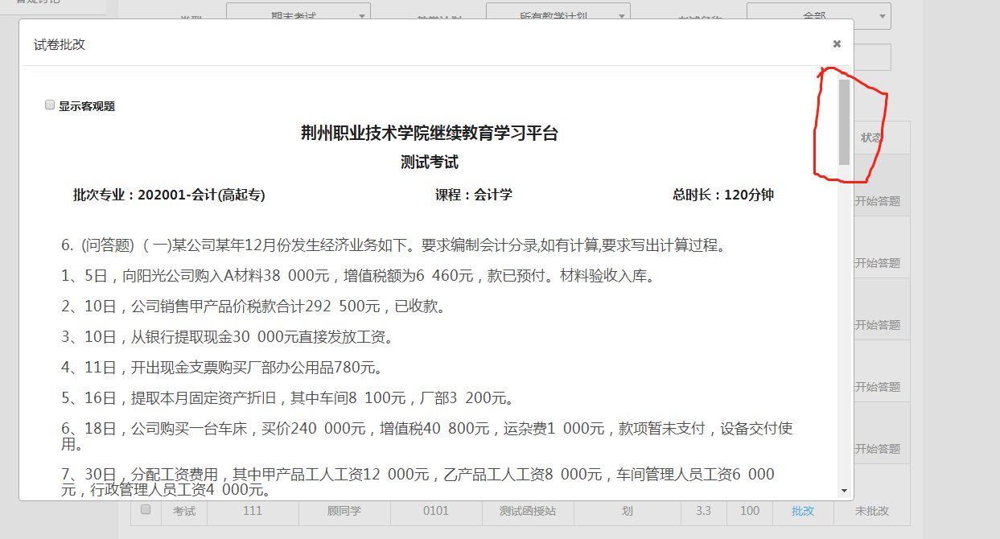 答疑讨论
类型 期末考试 教学计划 所有教学计划 考试名称 全部
试卷批改
显示客观题
荆州职业技术学院继续教育学习平台
测试考试
批次专业：202001-会计(高起专) 课程：会计学 总时长：120分钟
状态
开始答题
6. (问答题) ( 一)某公司某年12月份发生经济业务如下。要求编制会计分录,如有计算,要求写出计算过程。
1、5日，向阳光公司购入A材料38 000元，增值税额为6 460元，款已预付。材料验收入库。
开始答题
2、10日，公司销售甲产品价税款合计292 500元，已收款。
开始答题
3、10日，从银行提取现金30 000元直接发放工资。
4、11日，开出现金支票购买厂部办公用品780元。
开始答题
5、16日，提取本月固定资产折旧，其中车间8 100元，厂部3 200元。
6、18日，公司购买一台车床，买价240 000元，增值税40 800元，运杂费1 000元，款项暂未支付，设备交付使
用。
开始答题
7、30日，分配工资费用，其中甲产品工人工资12 000元，乙产品工人工资8 000元，车间管理人员工资6 000
元，行政管理人员工资4 000元。
考试 111 顾同学 0101 测试函授站 划 3.3 100 批改 未批改